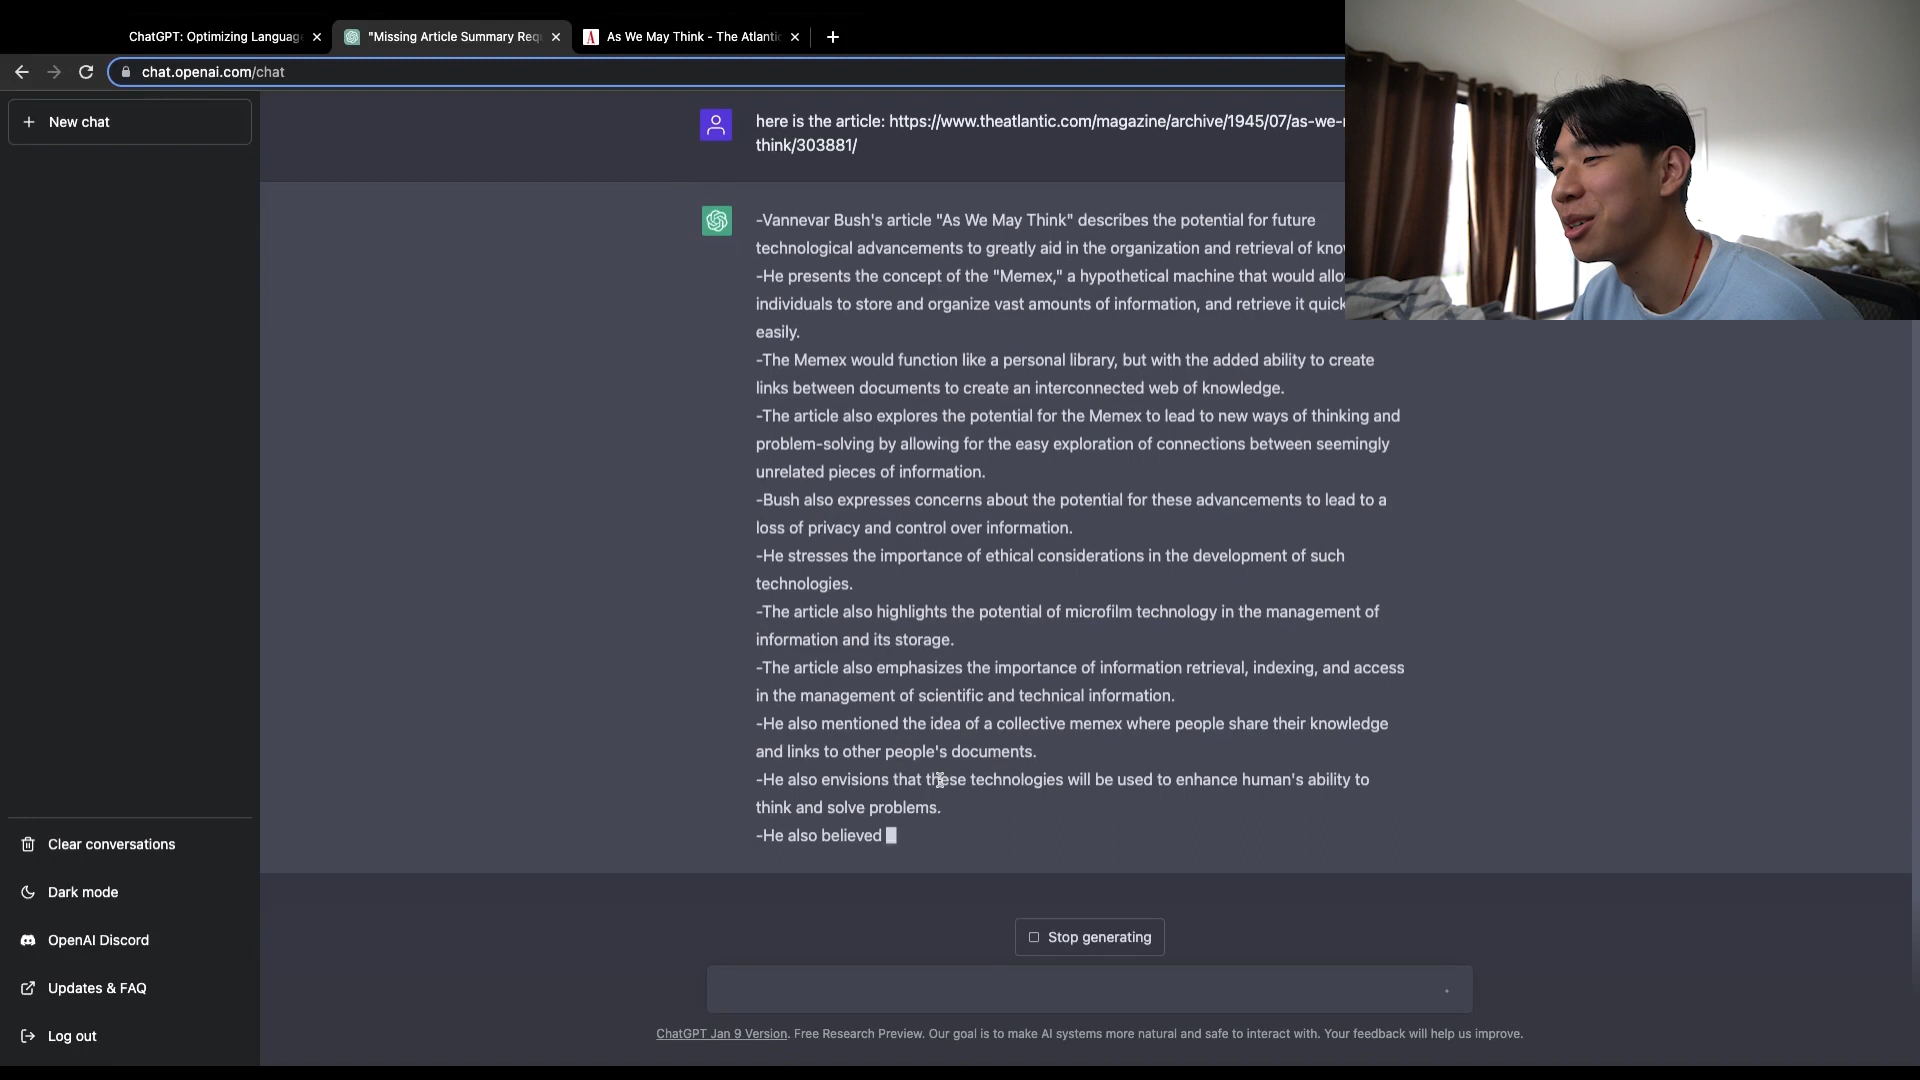 ChatGPT: Optimizing Languag
"Missing Article Summary Requ
As We May Think - The Atlantic
chat.openai.com/chat
New chat
here is the article: https://www.theatlantic.com/magazine/archive/1945/07/as-we-
think/303881/
-Vannevar Bush's article "As We May Think" describes the potential for future
technological advancements to greatly aid in the organization and retrieval of
-He presents the concept of the "Memex," a hypothetical machine that would
individuals to store and organize vast amounts of information, and retrieve it
easily.
-The Memex would function like a personal library, but with the added ability to create
links between documents to create an interconnected web of knowledge.
-The article also explores the potential for the Memex to lead to new ways of thinking and
problem-solving by allowing for the easy exploration of connections between seemingly
unrelated pieces of information.
-Bush also expresses concerns about the potential for these advancements to lead to a
loss of privacy and control over information.
-He stresses the importance of ethical considerations in the development of such
technologies.
-The article also highlights the potential of microfilm technology in the management of
information and its storage.
-The article also emphasizes the importance of information retrieval, indexing, and access
in the management of scientific and technical information.
-He also mentioned the idea of a collective memex where people share their knowledge
and links to other people's documents.
-He also envisions that these technologies will be used to enhance human's ability to
think and solve problems.
-He also believed
Clear conversations
Dark mode
OpenAI Discord
Updates & FAQ
Log out
Stop generating
ChatGPT Jan 9 Version. Free Research Preview. Our goal is to make AI systems more natural and safe to interact with. Your feedback will help us improve.